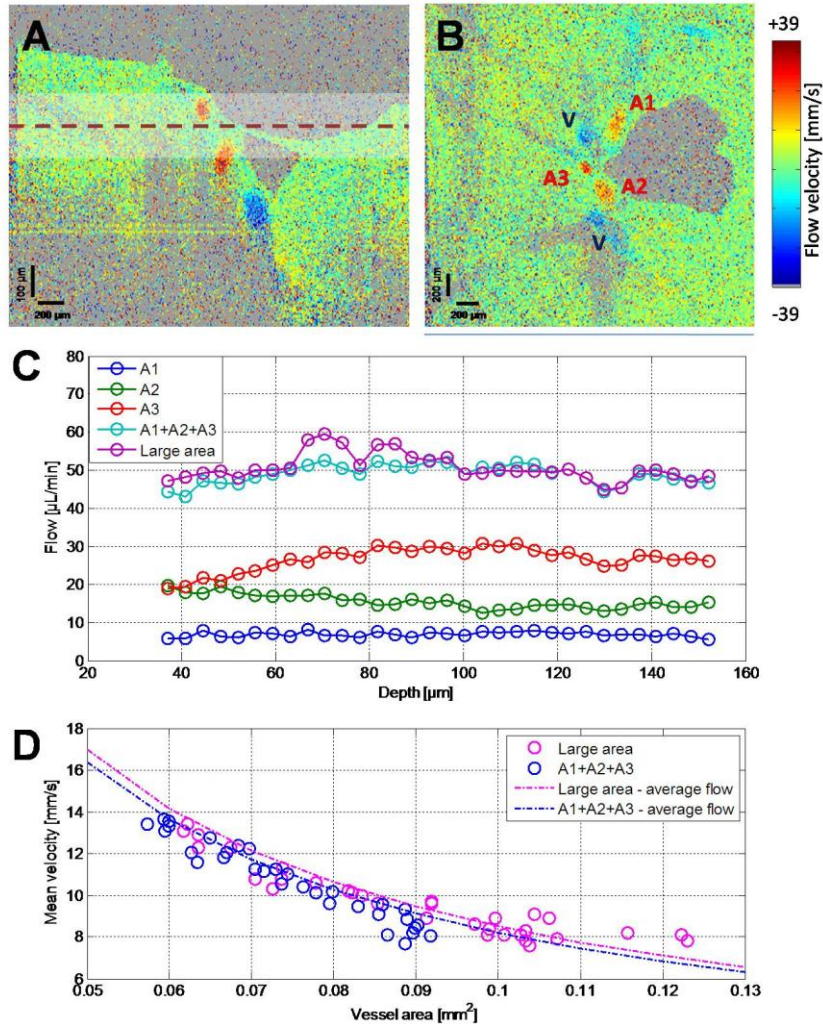 A
100 µm
200 µm
B
A1
V
A3
A2
V
200 µm
+39
Flow velocity [mm/s]
-39
C
80
70
60
50
40
30
20
10
0
Flow [µL/min]
A1
A2
A3
A1+A2+A3
Large area
20 40 60 80 100 120 140 160
Depth [µm]
D
18
16
14
12
10
8
6
Mean velocity [mm/s]
Large area
A1+A2+A3
Large area - average flow
A1+A2+A3 - average flow
0.05 0.06 0.07 0.08 0.09 0.1 0.11 0.12 0.13
Vessel area [mm²]